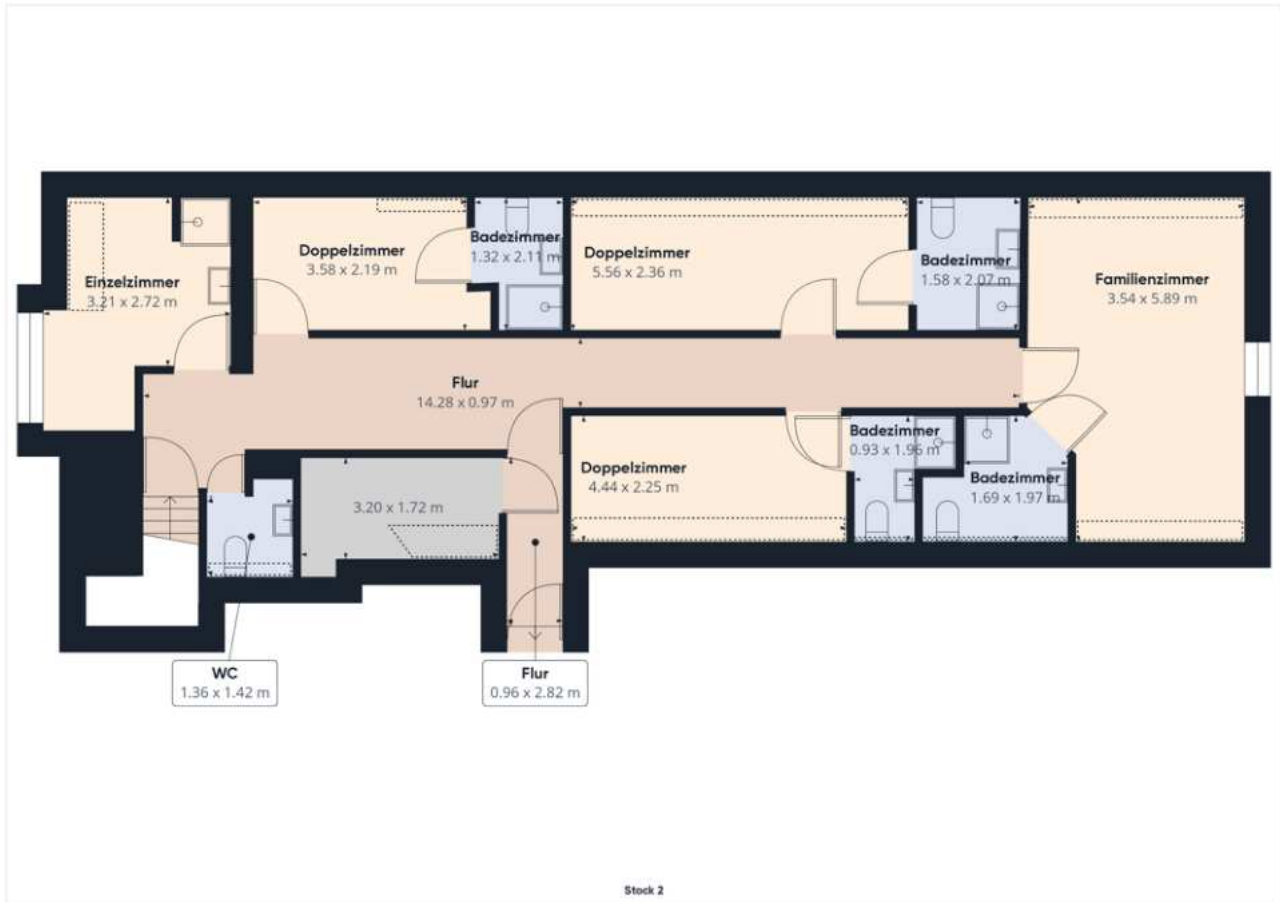 Einzelzimmer
3.21 x 2.72 m
Doppelzimmer
3.58 x 2.19 m
Badezimmer
1.32 x 2.11 m
Doppelzimmer
5.56 x 2.36 m
Badezimmer
1.58 x 2.07 m
Familienzimmer
3.54 x 5.89 m
Flur
14.28 x 0.97 m
Doppelzimmer
4.44 x 2.25 m
Badezimmer
0.93 x 1.96 m
Badezimmer
1.69 x 1.97 m
3.20 x 1.72 m
WC
1.36 x 1.42 m
Flur
0.96 x 2.82 m
Stock 2